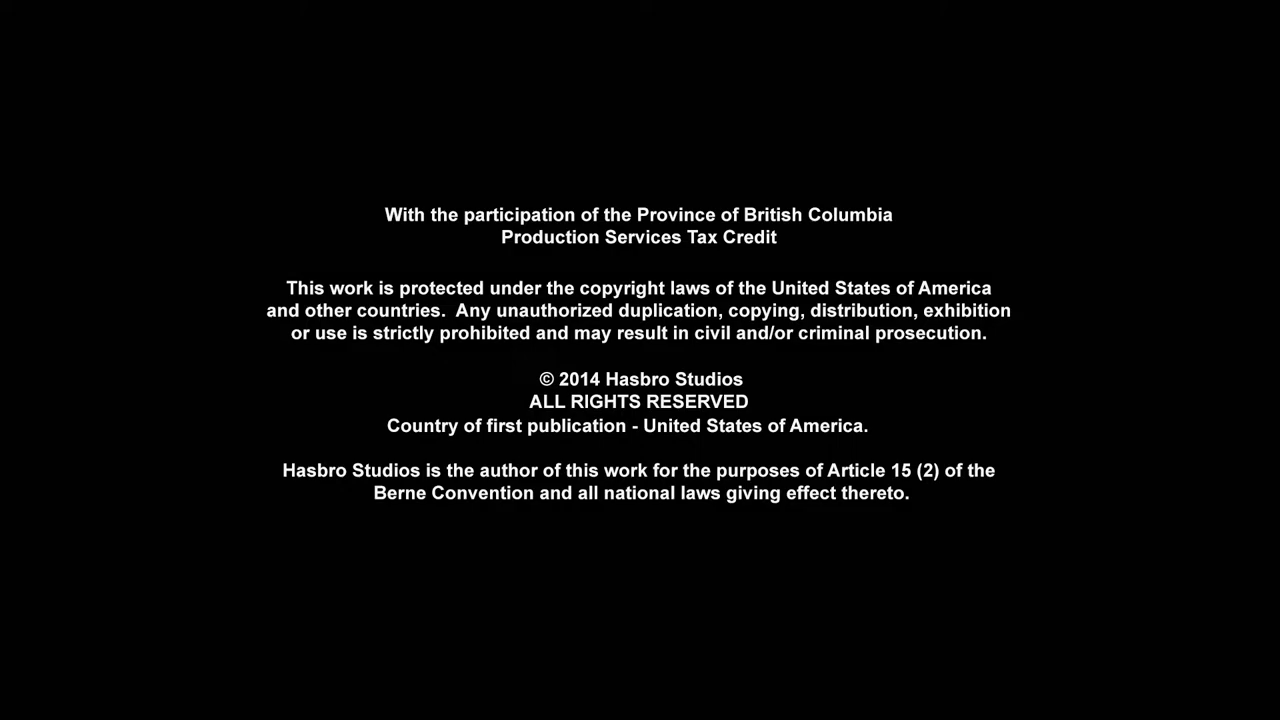 With the participation of the Province of British Columbia
Production Services Tax Credit
This work is protected under the copyright laws of the United States of America
and other countries.  Any unauthorized duplication, copying, distribution, exhibition
or use is strictly prohibited and may result in civil and/or criminal prosecution.
© 2014 Hasbro Studios
ALL RIGHTS RESERVED
Country of first publication - United States of America.
Hasbro Studios is the author of this work for the purposes of Article 15 (2) of the
Berne Convention and all national laws giving effect thereto.